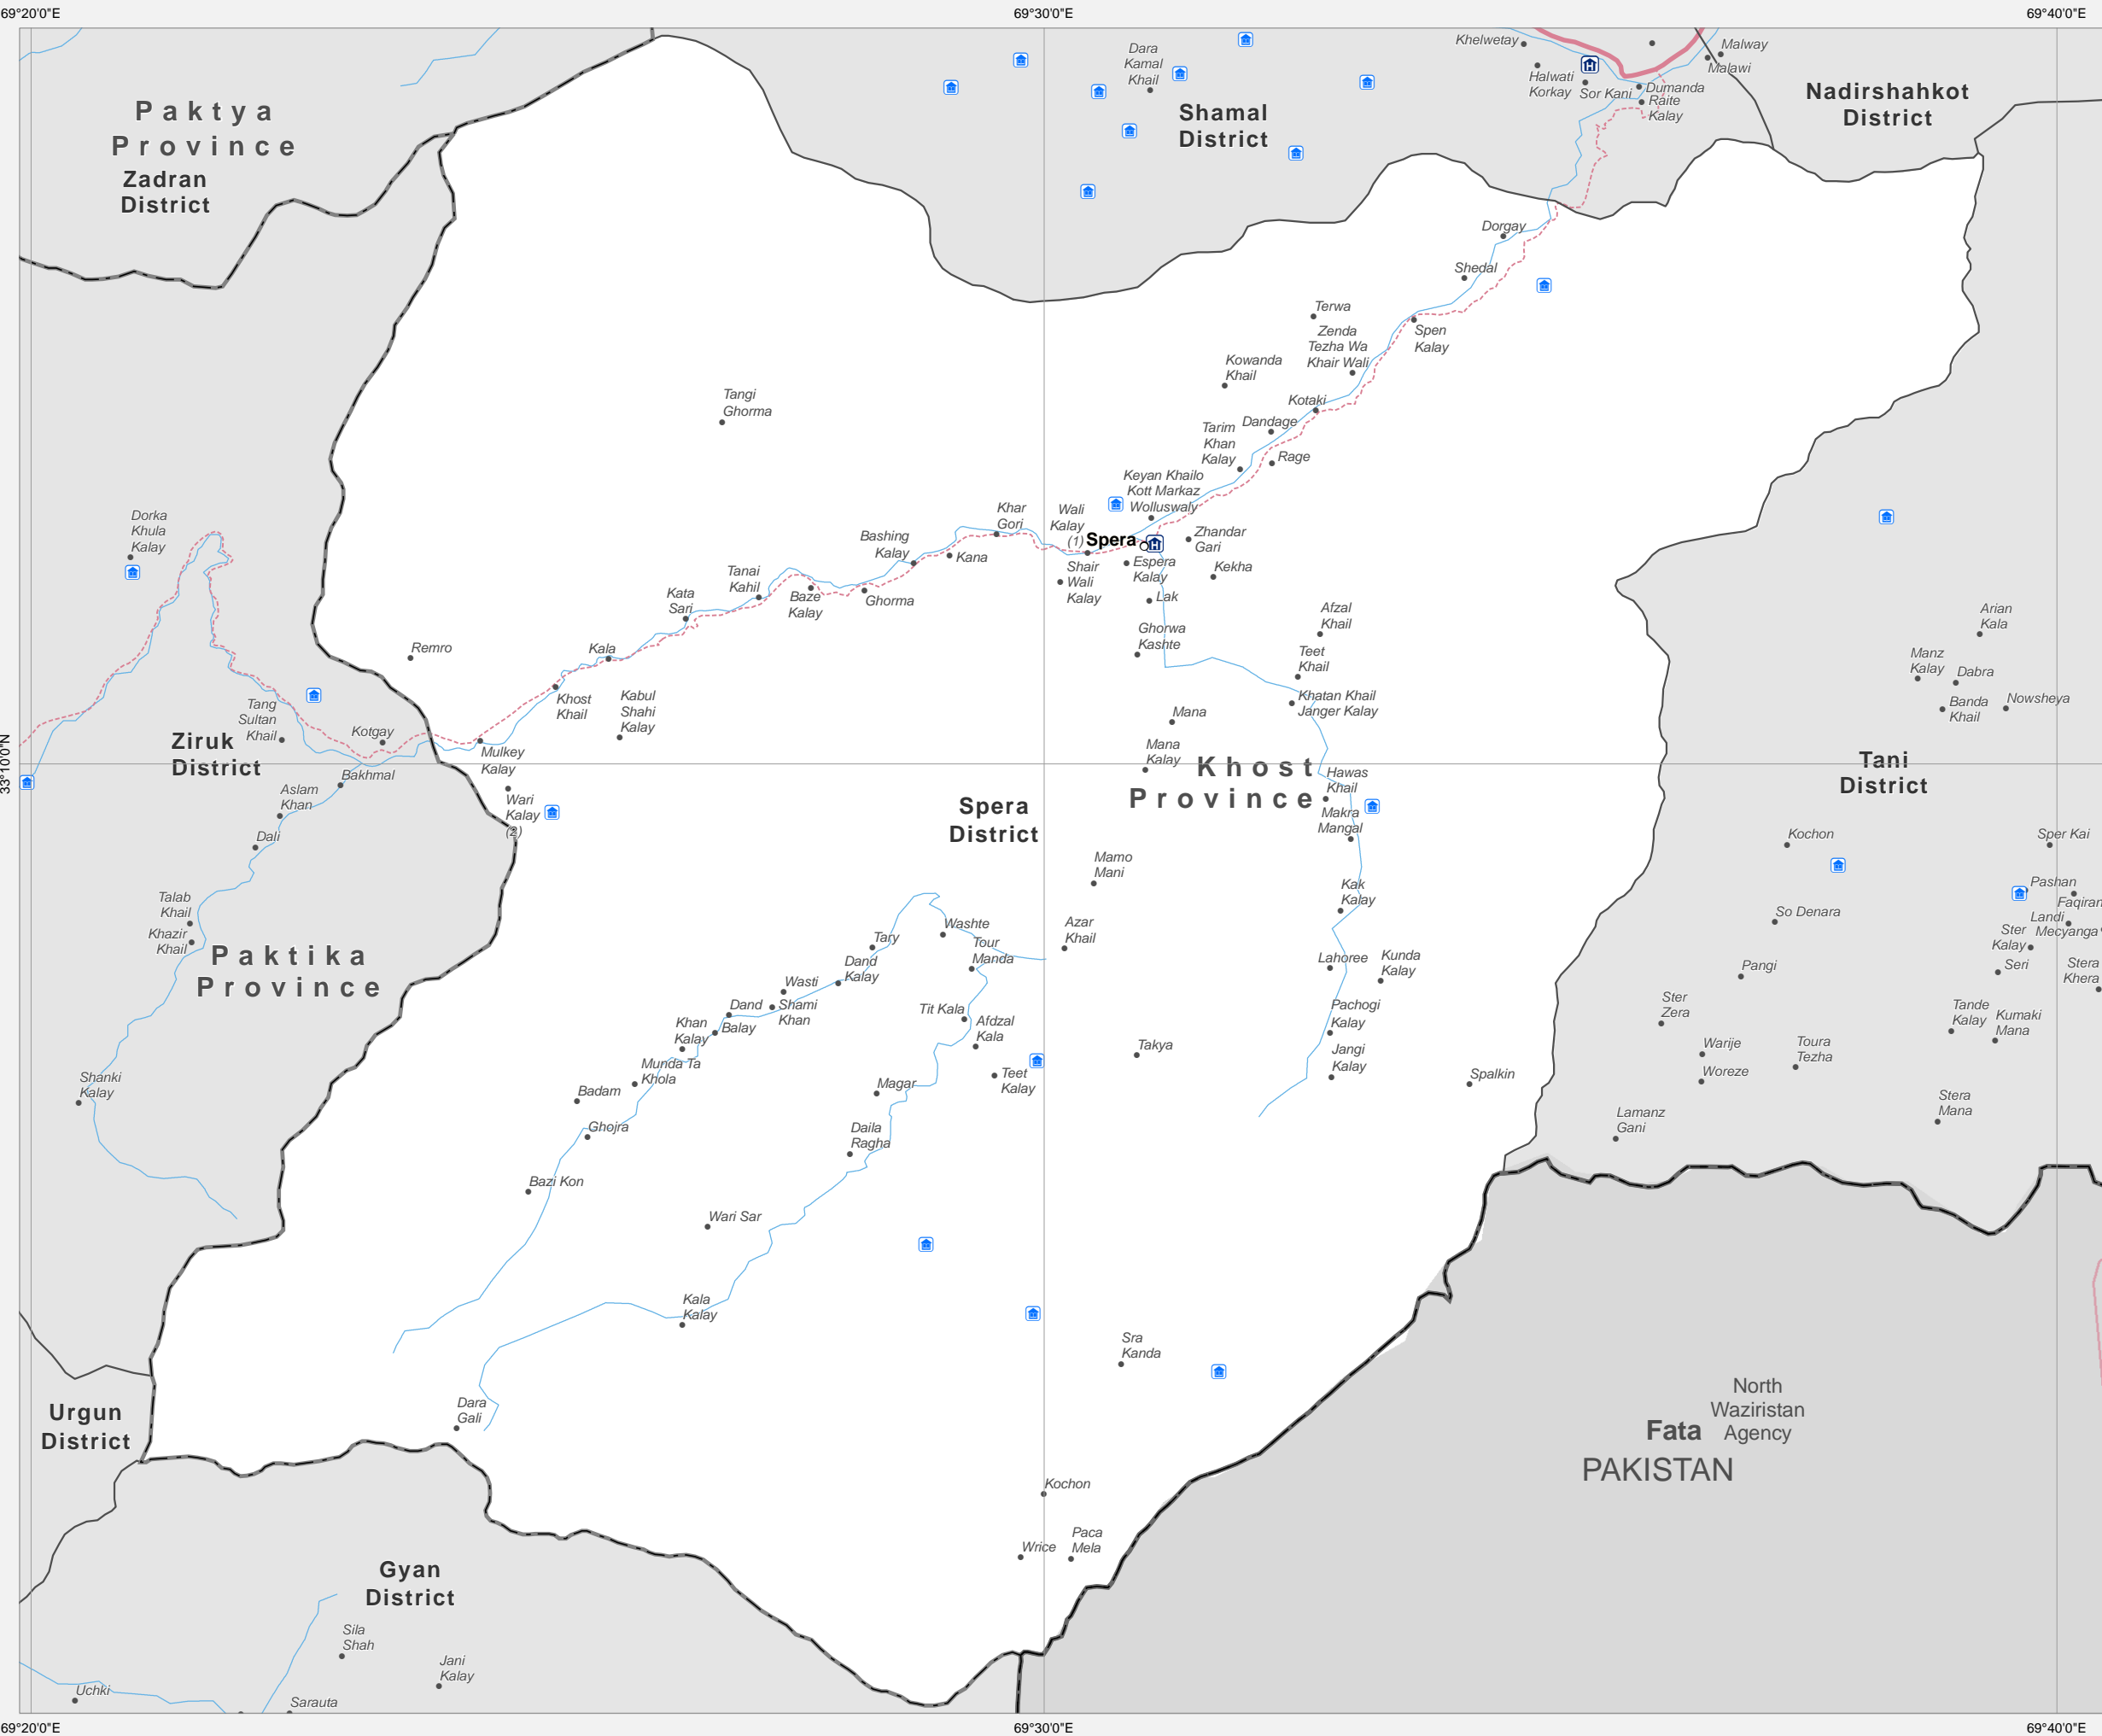 69°20'0"E
69°30'0"E
69°40'0"E
Khelwetay
Malway
Malawi
Dara
Kamal
Khail
Halwati
Korkay
Sor Kani
Dumanda
Raite
Kalay
Nadirshahkot
District
Paktya
Province
Zadran
District
Shamal
District
Dorgay
Shedal
Terwa
Zenda
Tezha Wa
Khair Wali
Spen
Kalay
Kowanda
Khail
Tangi
Ghorma
Kotaki
Dandage
Tarim
Khan
Kalay
Rage
Keyan Khailo
Kott Markaz
Wolluswaly
Dorka
Khula
Kalay
Khar
Gori
Wali
Kalay
(1)
Spera
Zhandar
Gari
Bashing
Kalay
Kana
Espera
Kalay
Kekha
Shair
Wali
Kalay
Tanai
Kahil
Baze
Kalay
Ghorma
Kata
Sari
Lak
Afzal
Khail
Arian
Kala
Ghorwa
Kashte
Remro
Kala
Teet
Khail
Manz
Kalay
Dabra
Khost
Khail
Kabul
Shahi
Kalay
Khatan Khail
Janger Kalay
Banda
Khail
Nowsheya
Tang
Sultan
Khail
Kotgay
Mana
Ziruk
District
Mulkey
Kalay
Mana
Kalay
Khost
Province
Tani
District
33°10'0"N
Bakhmal
Hawas
Khail
Aslam
Khan
Wari
Kalay
(2)
Spera
District
Makra
Mangal
Dali
Kochon
Sper Kai
Mamo
Mani
Pashan
Faqiran
Kak
Kalay
Talab
Khail
Khazir
Khail
So Denara
Landi
Mecyanga
Ster
Kalay
Washte
Azar
Khail
Tary
Tour
Manda
Paktika
Province
Dand
Kalay
Lahoree
Kunda
Kalay
Pangi
Seri
Stera
Khera
Wasti
Shami
Khan
Dand
Balay
Tit Kala
Afdzal
Kala
Pachogi
Kalay
Ster
Zera
Tande
Kalay
Kumaki
Mana
Khan
Kalay
Takya
Jangi
Kalay
Warije
Toura
Tezha
Munda Ta
Khola
Teet
Kalay
Magar
Spalkin
Woreze
Shanki
Kalay
Badam
Stera
Mana
Ghojra
Daila
Ragha
Lamanz
Gani
Bazi Kon
Wari Sar
Kala
Kalay
Sra
Kanda
Dara
Gali
North
Waziristan
Agency
Fata
PAKISTAN
Urgun
District
Kochon
Wrice
Paca
Mela
Gyan
District
Sila
Shah
Jani
Kalay
Uchki
Sarauta
69°20'0"E
69°30'0"E
69°40'0"E